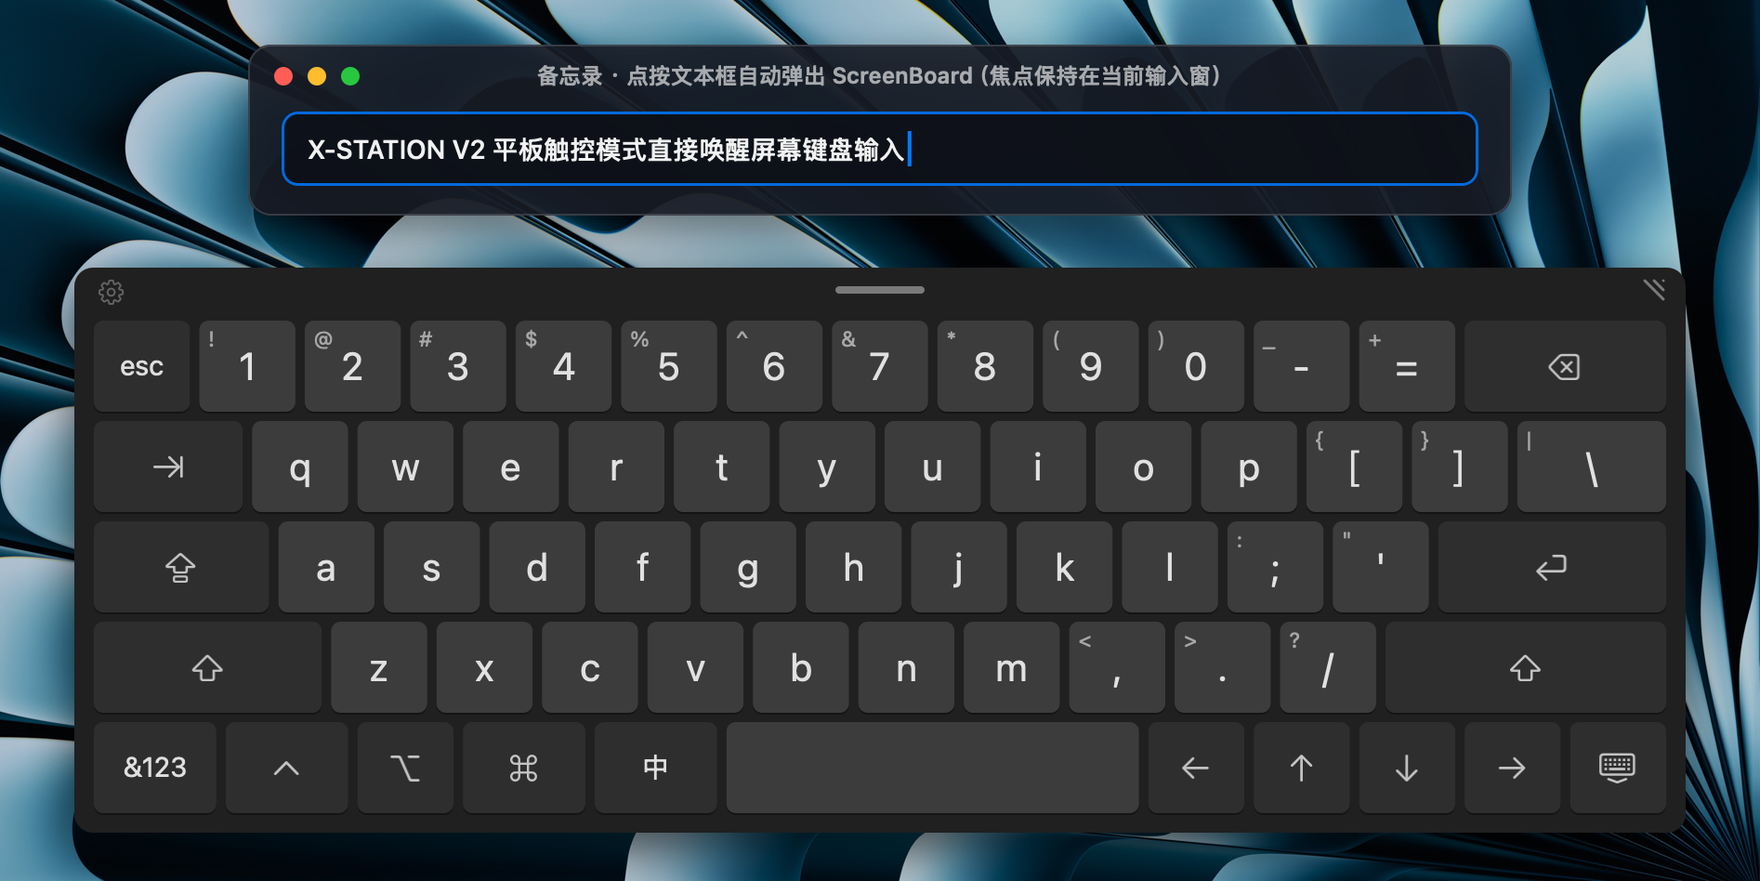 备忘录 · 点按文本框自动弹出 ScreenBoard (焦点保持在当前输入窗)
X-STATION V2 平板触控模式直接唤醒屏幕键盘输入
esc ! 1 @ 2 # 3 $ 4 % 5 ^ 6 & 7 * 8 ( 9 ) 0 _ - + =
q w e r t y u i o p { [ } ] | \
a s d f g h j k l : ; " '
z x c v b n m < , > . ? /
&123 中